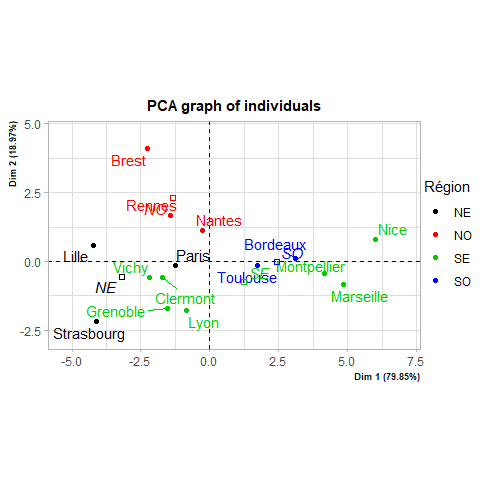 PCA graph of individuals
Dim 2 (18.97%)
5.0
2.5
0.0
-2.5
Brest
Rennes
NO
Nantes
Nice
Bordeaux
SO
Paris
Lille
Vichy
SE
Montpellier
Toulouse
NE
Clermont
Marseille
Grenoble
Lyon
Strasbourg
-5.0
-2.5
0.0
2.5
5.0
7.5
Dim 1 (79.85%)
Région
NE
NO
SE
SO